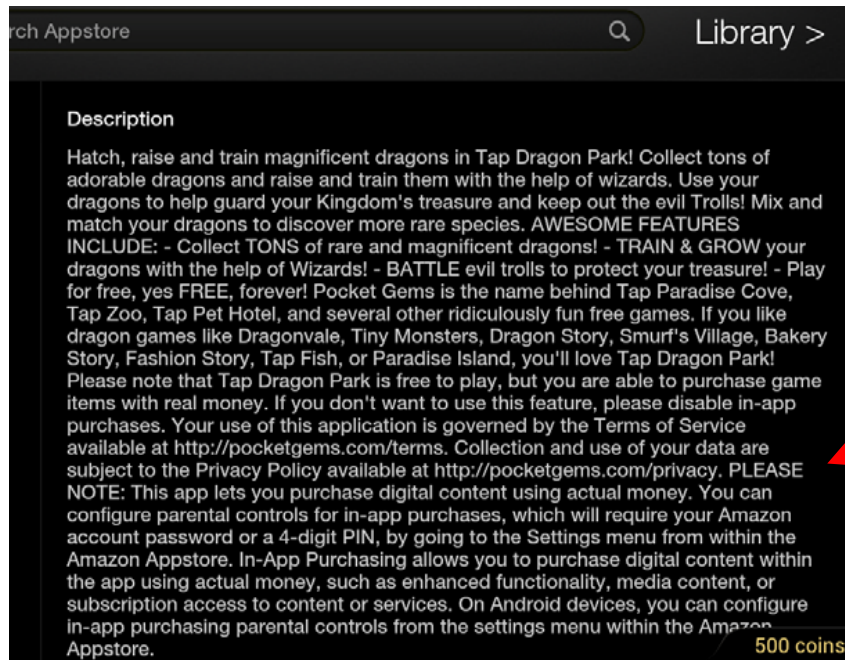 rch Appstore
Library >
Description
Hatch, raise and train magnificent dragons in Tap Dragon Park! Collect tons of
adorable dragons and raise and train them with the help of wizards. Use your
dragons to help guard your Kingdom's treasure and keep out the evil Trolls! Mix and
match your dragons to discover more rare species. AWESOME FEATURES
INCLUDE: - Collect TONS of rare and magnificent dragons! - TRAIN & GROW your
dragons with the help of Wizards! - BATTLE evil trolls to protect your treasure! - Play
for free, yes FREE, forever! Pocket Gems is the name behind Tap Paradise Cove,
Tap Zoo, Tap Pet Hotel, and several other ridiculously fun free games. If you like
dragon games like Dragonvale, Tiny Monsters, Dragon Story, Smurf's Village, Bakery
Story, Fashion Story, Tap Fish, or Paradise Island, you'll love Tap Dragon Park!
Please note that Tap Dragon Park is free to play, but you are able to purchase game
items with real money. If you don't want to use this feature, please disable in-app
purchases. Your use of this application is governed by the Terms of Service
available at http://pocketgems.com/terms. Collection and use of your data are
subject to the Privacy Policy available at http://pocketgems.com/privacy. PLEASE
NOTE: This app lets you purchase digital content using actual money. You can
configure parental controls for in-app purchases, which will require your Amazon
account password or a 4-digit PIN, by going to the Settings menu from within the
Amazon Appstore. In-App Purchasing allows you to purchase digital content within
the app using actual money, such as enhanced functionality, media content, or
subscription access to content or services. On Android devices, you can configure
in-app purchasing parental controls from the settings menu within the Amazon
Appstore.
500 coins